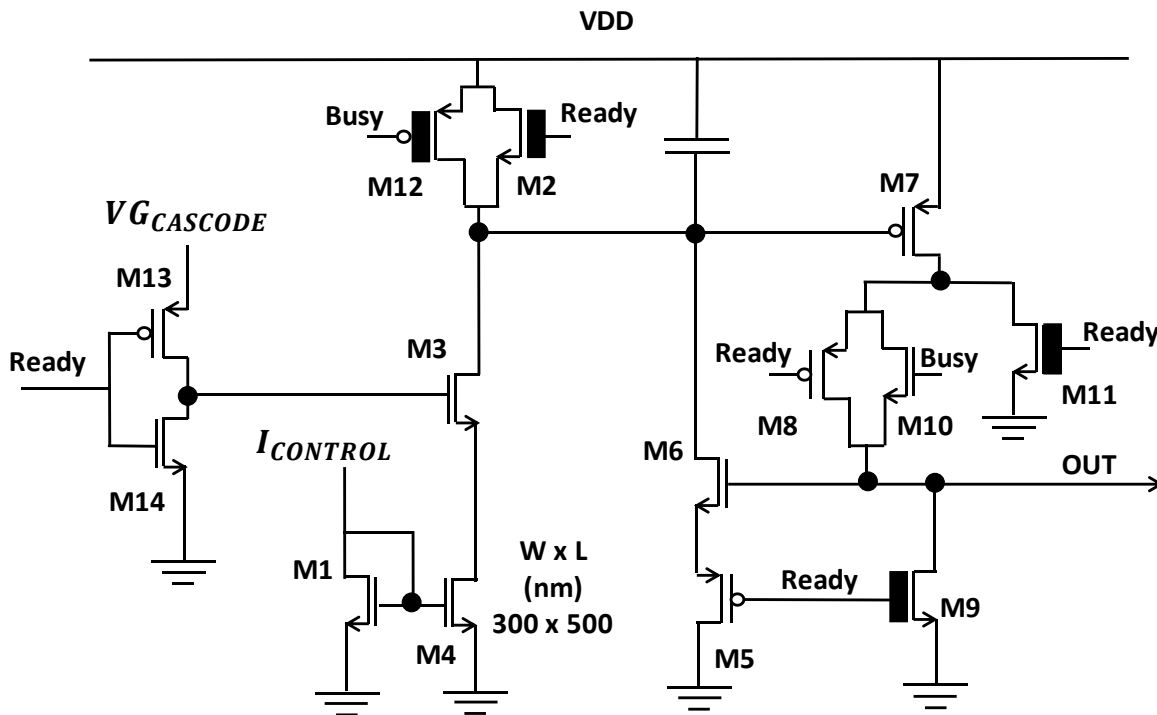 VDD
Busy
Ready
M12
M2
M7
VG_CASCODE
M13
Ready
M3
Ready
Busy
Ready
M8
M10
M11
M6
I_CONTROL
OUT
M14
M1
W x L
(nm)
300 x 500
Ready
M4
M5
M9